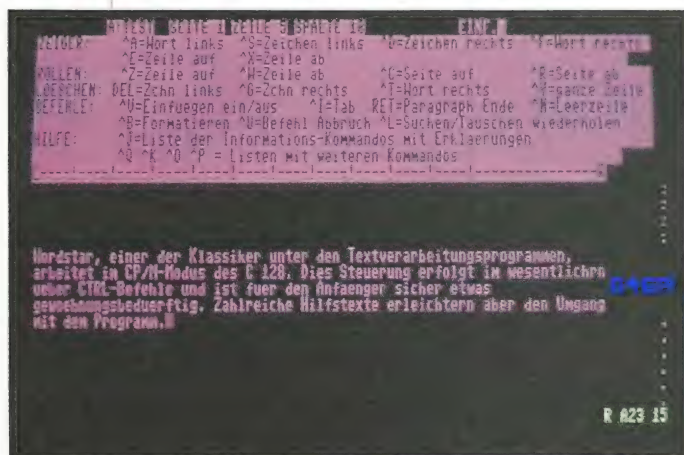 A:TEST SEITE 1 ZEILE 5 SPALTE 18 EINF.
ZEIGER: ^A=Wort links ^S=Zeichen links ^D=Zeichen rechts ^F=Wort rechts
^E=Zeile auf ^X=Zeile ab
ROLLEN: ^Z=Zeile auf ^W=Zeile ab ^C=Seite auf ^R=Seite ab
LOESCHEN: DEL=Zchn links ^G=Zchn rechts ^T=Wort rechts ^Y=ganze Zeile
BEFEHLE: ^V=Einfuegen ein/aus ^I=Tab RET=Paragraph Ende ^N=Leerzeile
^B=Formatieren ^U=Befehl Abbruch ^L=Suchen/Tauschen wiederholen
HILFE: ^J=Liste der Informations-Kommandos mit Erklaerungen
^Q ^K ^O ^P = Listen mit weiteren Kommandos
Wordstar, einer der Klassiker unter den Textverarbeitungsprogrammen,
arbeitet im CP/M-Modus des C 128. Dies Steuerung erfolgt im wesentlichen
ueber CTRL-Befehle und ist fuer den Anfaenger sicher etwas
gewoehnungsbeduerftig. Zahlreiche Hilfstexte erleichtern aber den Umgang
mit dem Programm.
R A23 15